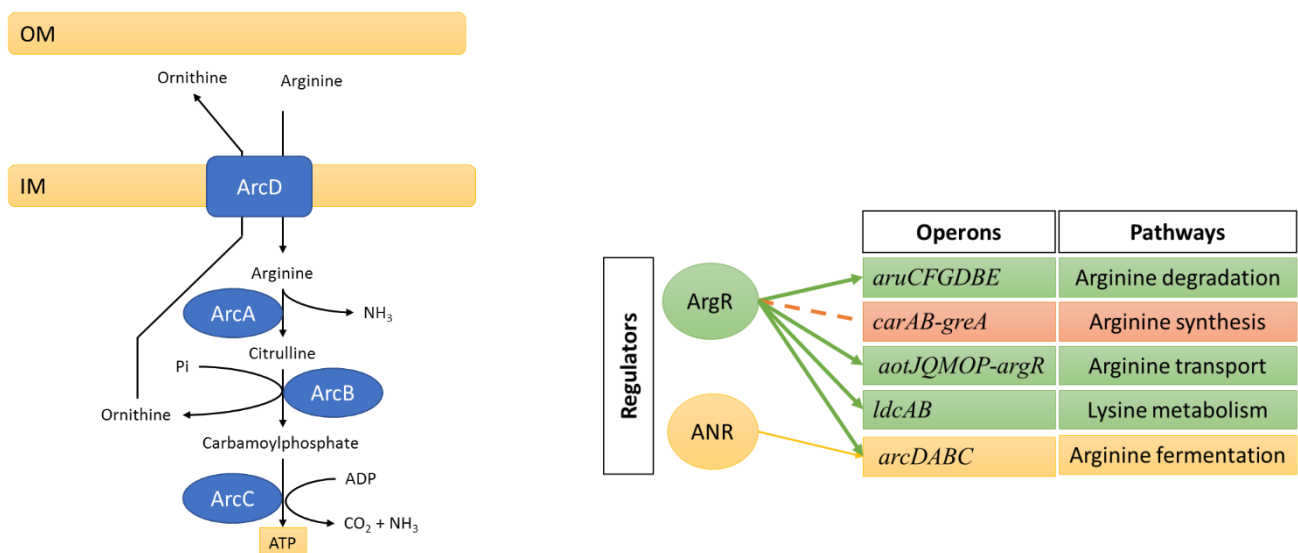 OM
Ornithine
Arginine
IM
ArcD
Arginine
ArcA
NH₃
Citrulline
Pi
ArcB
Ornithine
Carbamoylphosphate
ADP
ArcC
CO₂ + NH₃
ATP
Operons
Pathways
Regulators
ArgR
aruCFGDBE
Arginine degradation
carAB-greA
Arginine synthesis
aotJQMOP-argR
Arginine transport
ldcAB
Lysine metabolism
ANR
arcDABC
Arginine fermentation